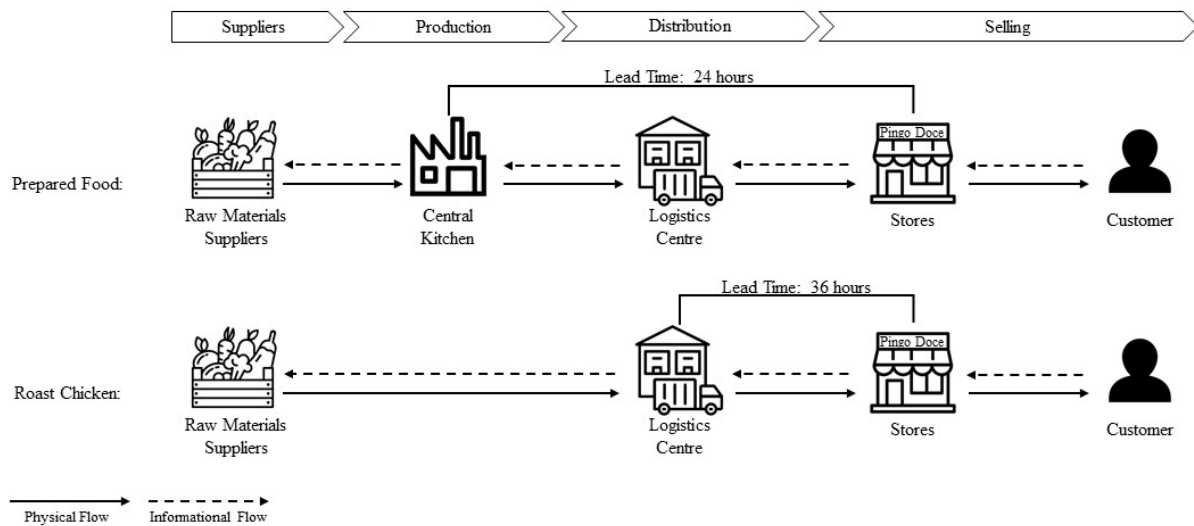 Suppliers
Production
Distribution
Selling
Lead Time: 24 hours
Pingo Doce
Prepared Food:
Raw Materials
Suppliers
Central
Kitchen
Logistics
Centre
Stores
Customer
Lead Time: 36 hours
Pingo Doce
Roast Chicken:
Raw Materials
Suppliers
Logistics
Centre
Stores
Customer
Physical Flow
Informational Flow